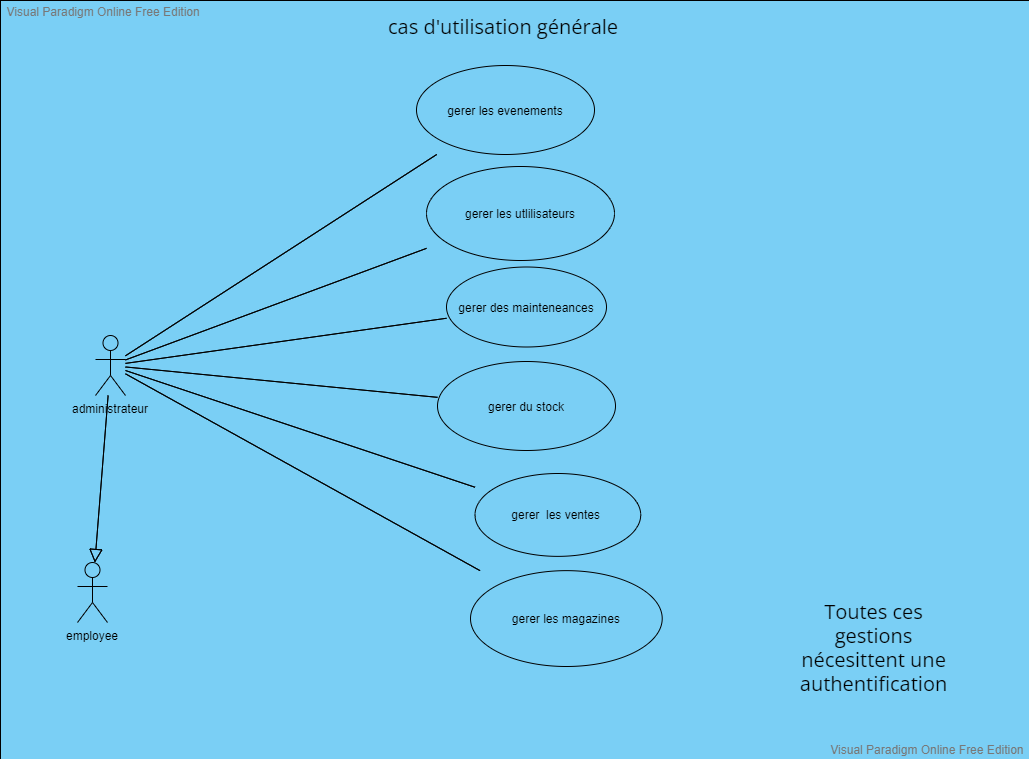 Visual Paradigm Online Free Edition
cas d'utilisation générale
gerer les evenements
gerer les utlilisateurs
gerer des mainteneances
administrateur
gerer du stock
gerer les ventes
gerer les magazines
employee
Toutes ces
gestions
nécesittent une
authentification
Visual Paradigm Online Free Edition